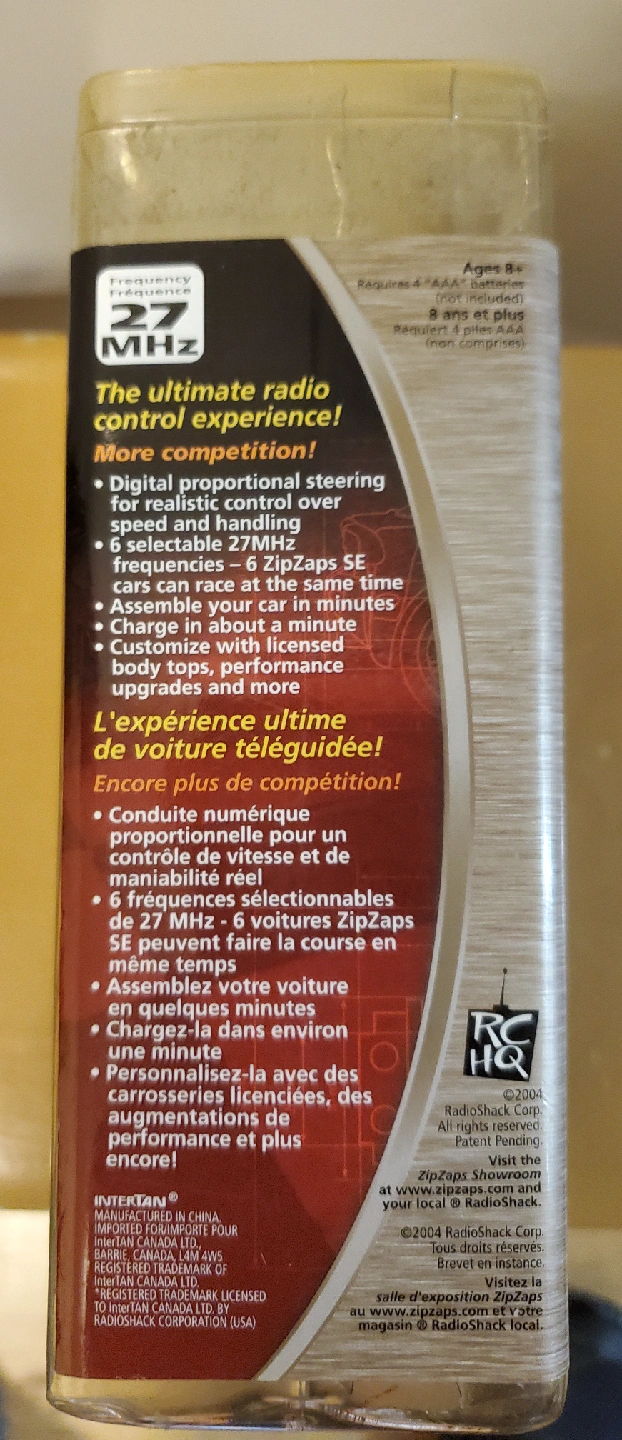 Frequency
Fréquence
27
MHz
Ages 8+
Requires 4 "AAA" batteries
(not included)
8 ans et plus
Requiert 4 piles AAA
(non comprises)
The ultimate radio
control experience!
More competition!
• Digital proportional steering
for realistic control over
speed and handling
• 6 selectable 27MHz
frequencies – 6 ZipZaps SE
cars can race at the same time
• Assemble your car in minutes
• Charge in about a minute
• Customize with licensed
body tops, performance
upgrades and more
L'expérience ultime
de voiture téléguidée!
Encore plus de compétition!
• Conduite numérique
proportionnelle pour un
contrôle de vitesse et de
maniabilité réel
• 6 fréquences sélectionnables
de 27 MHz - 6 voitures ZipZaps
SE peuvent faire la course en
même temps
• Assemblez votre voiture
en quelques minutes
• Chargez-la dans environ
une minute
• Personnalisez-la avec des
carrosseries licenciées, des
augmentations de
performance et plus
encore!
INTERTAN®
MANUFACTURED IN CHINA.
IMPORTED FOR/IMPORTE POUR
InterTAN CANADA LTD.,
BARRIE, CANADA, L4M 4W5
REGISTERED TRADEMARK OF
InterTAN CANADA LTD.
*REGISTERED TRADEMARK LICENSED
TO InterTAN CANADA LTD. BY
RADIOSHACK CORPORATION (USA)
RC
HQ
©2004
RadioShack Corp.
All rights reserved.
Patent Pending.
Visit the
ZipZaps Showroom
at www.zipzaps.com and
your local ® RadioShack.
©2004 RadioShack Corp.
Tous droits réservés.
Brevet en instance.
Visitez la
salle d'exposition ZipZaps
au www.zipzaps.com et votre
magasin ® RadioShack local.